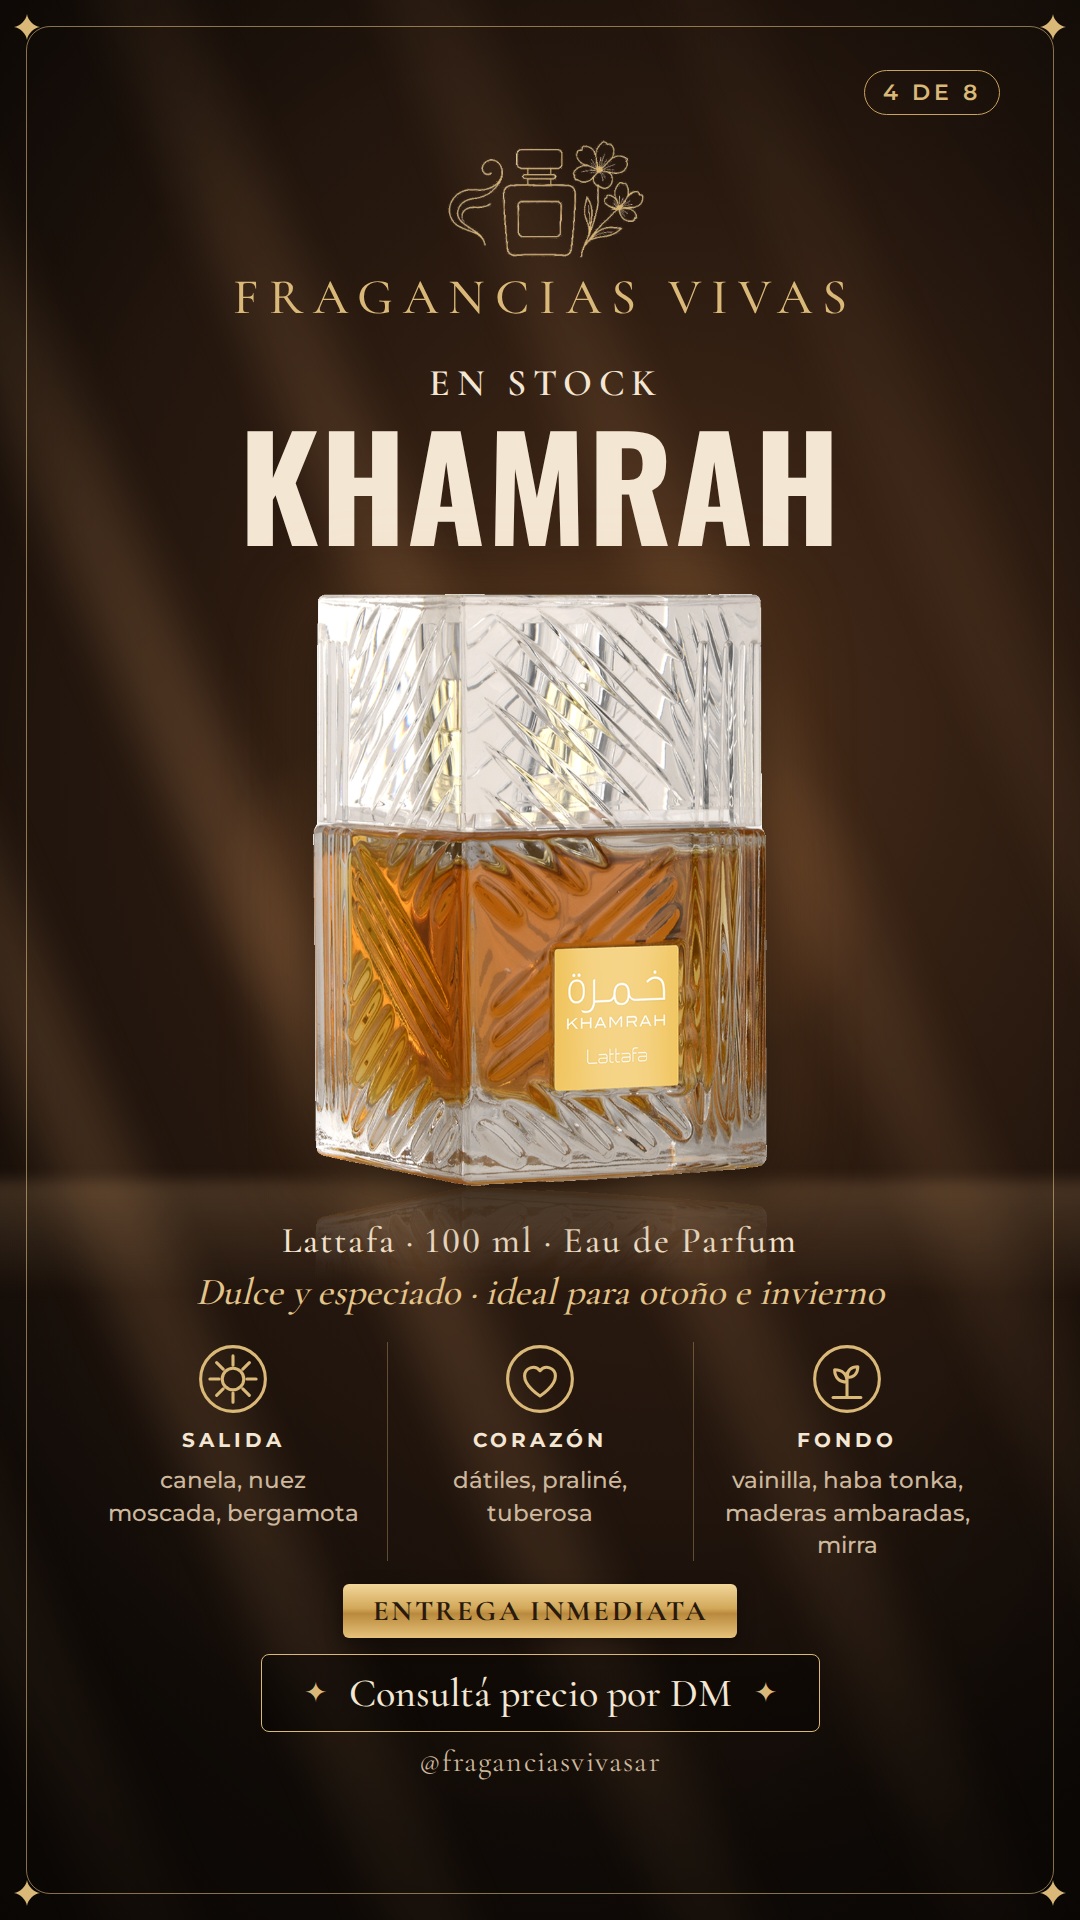 4 DE 8
FRAGANCIAS VIVAS
EN STOCK
KHAMRAH
خمرة
KHAMRAH
Lattafa
Lattafa · 100 ml · Eau de Parfum
Dulce y especiado · ideal para otoño e invierno
SALIDA
canela, nuez
moscada, bergamota
CORAZÓN
dátiles, praliné,
tuberosa
FONDO
vainilla, haba tonka,
maderas ambaradas,
mirra
ENTREGA INMEDIATA
Consultá precio por DM
@fraganciasvivasar